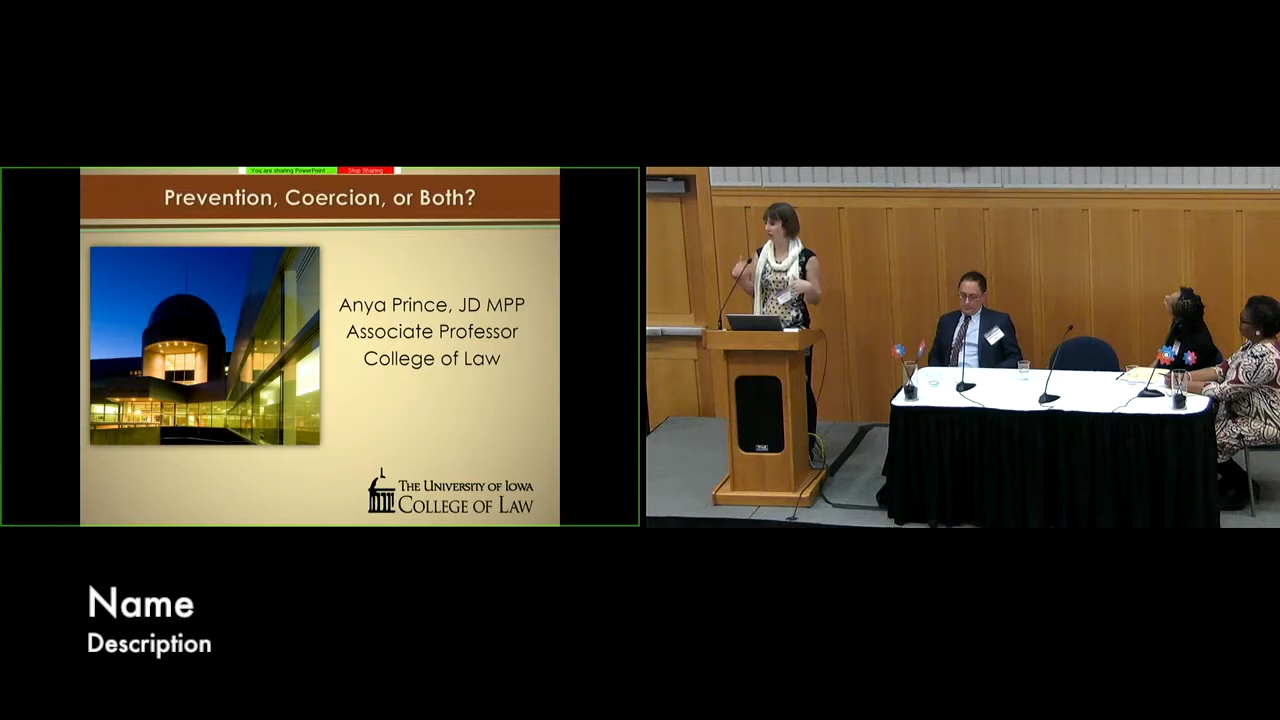 You are sharing PowerPoint
Stop Sharing
Prevention, Coercion, or Both?
Anya Prince, JD MPP
Associate Professor
College of Law
THE UNIVERSITY OF IOWA
COLLEGE OF LAW
Name
Description